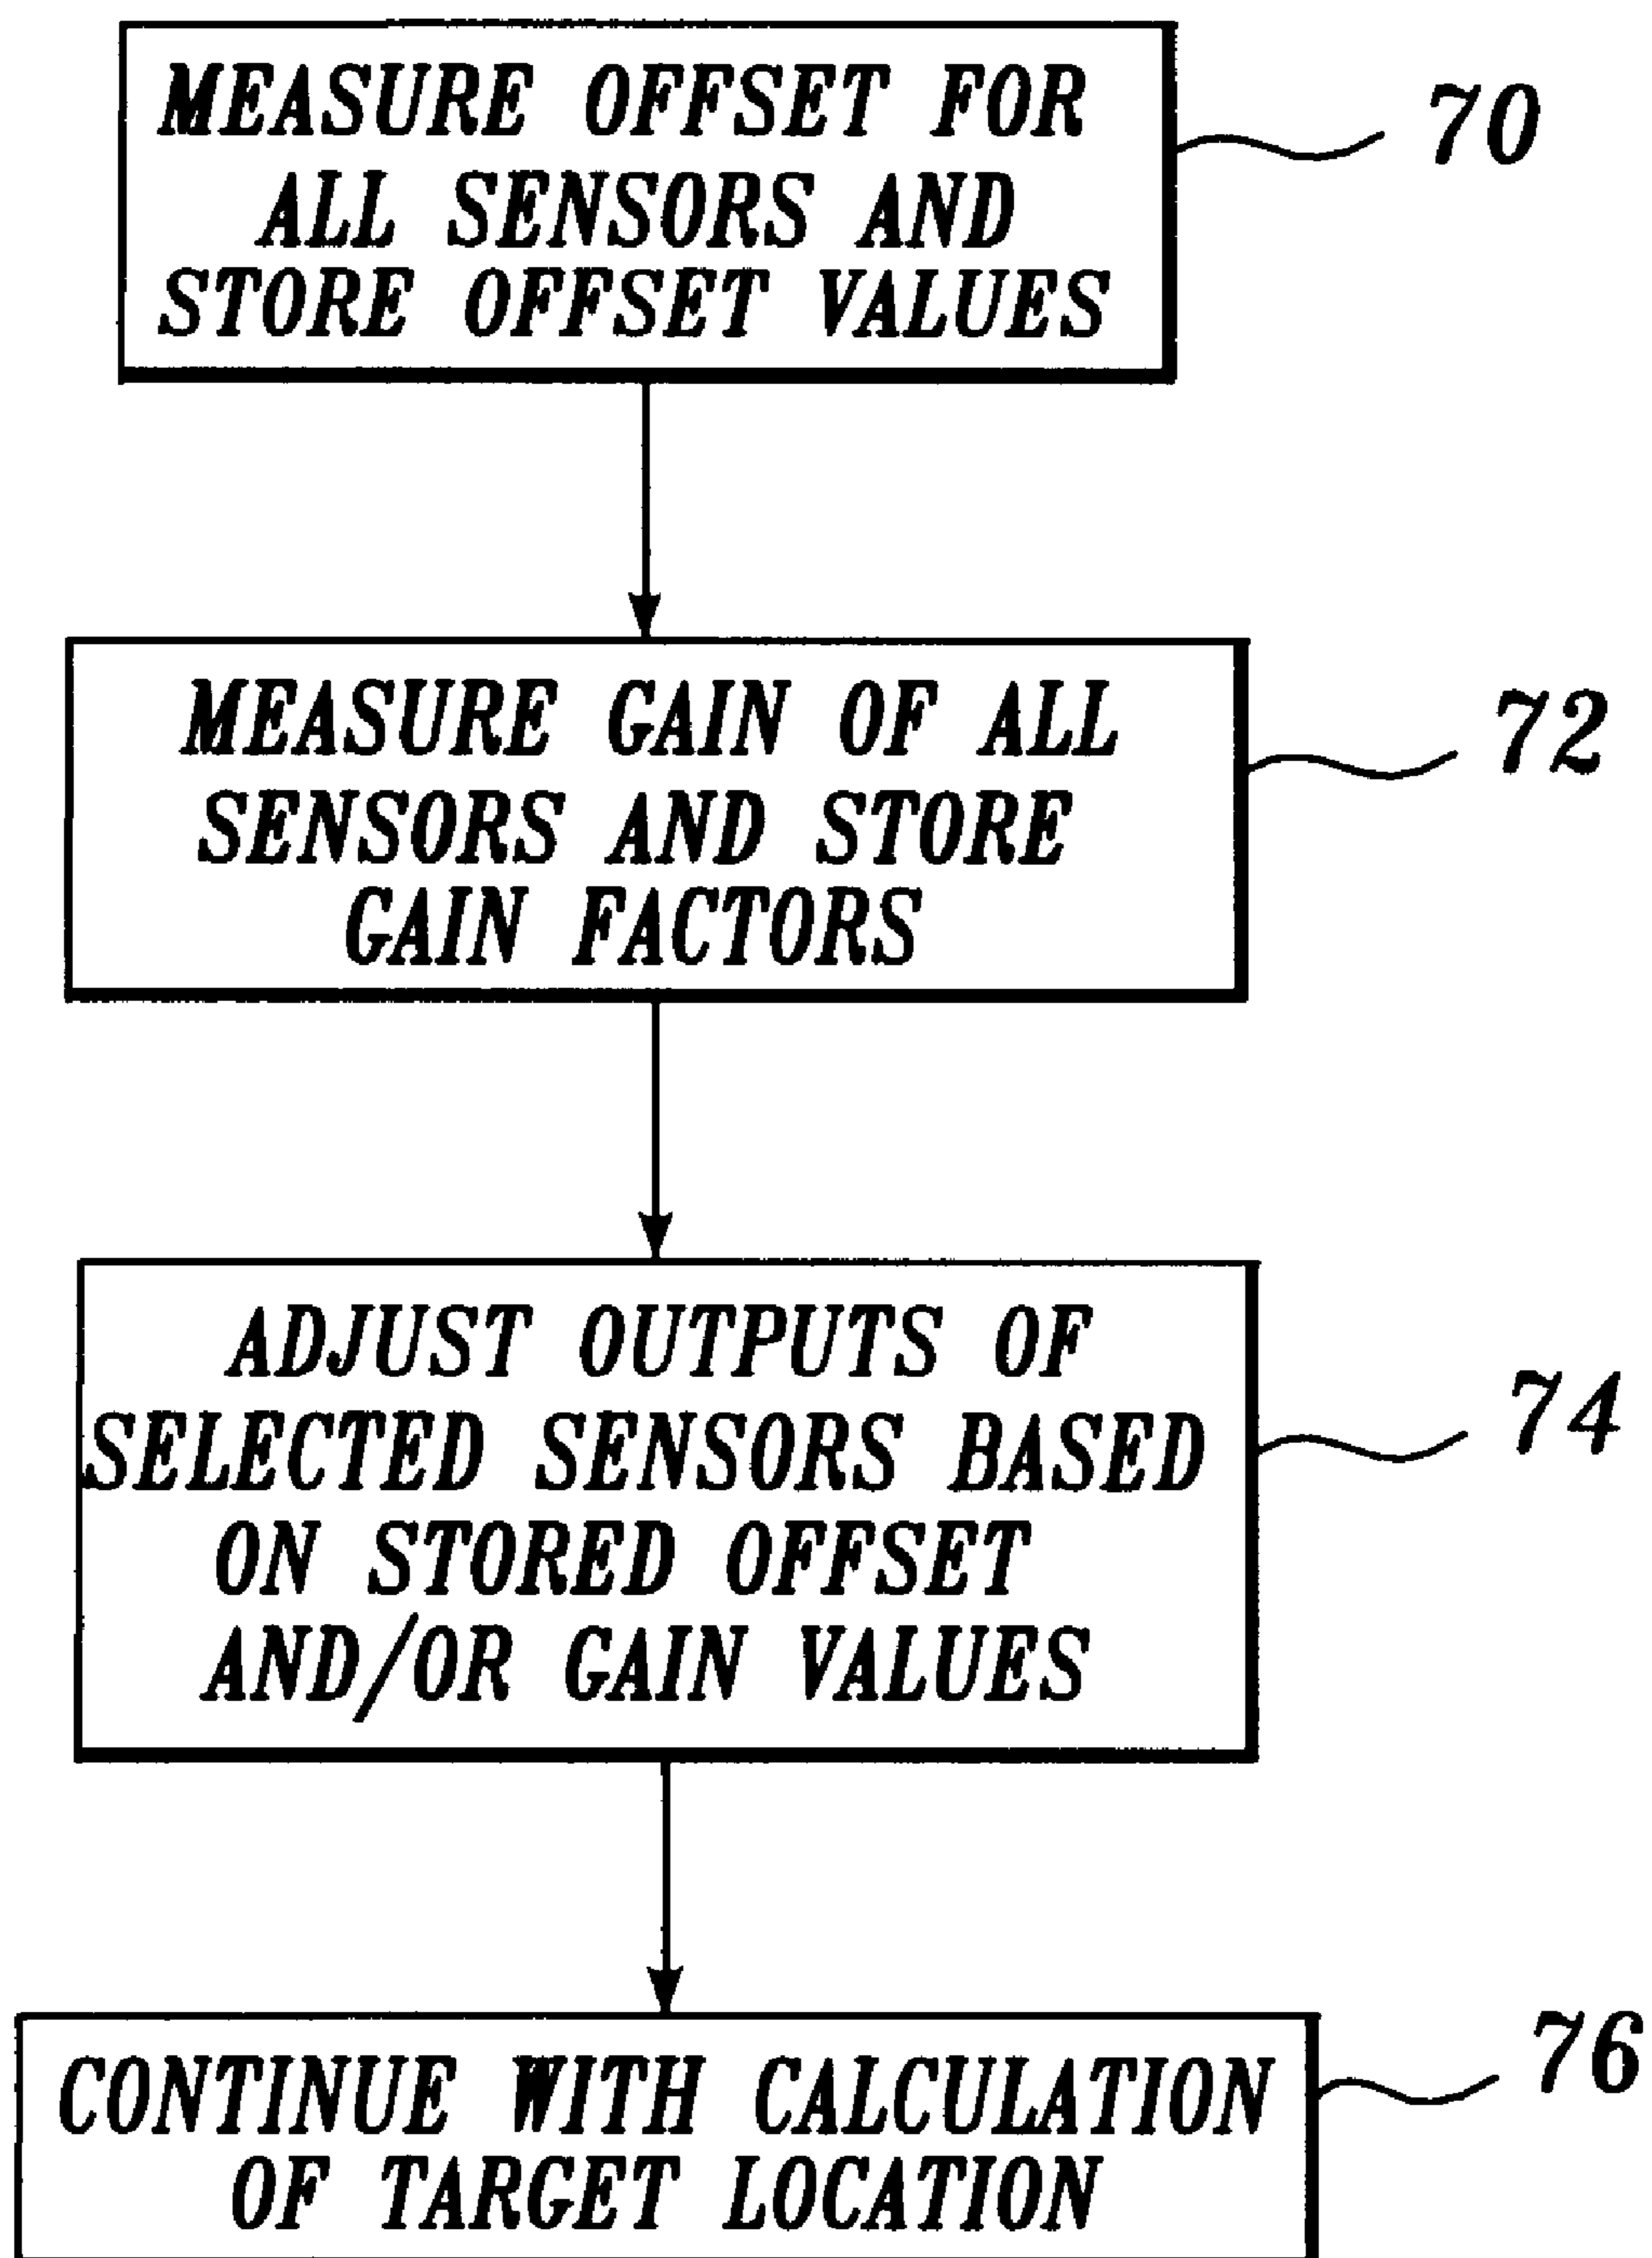 MEASURE OFFSET FOR
ALL SENSORS AND
STORE OFFSET VALUES
70
MEASURE GAIN OF ALL
SENSORS AND STORE
GAIN FACTORS
72
ADJUST OUTPUTS OF
SELECTED SENSORS BASED
ON STORED OFFSET
AND/OR GAIN VALUES
74
CONTINUE WITH CALCULATION
OF TARGET LOCATION
76